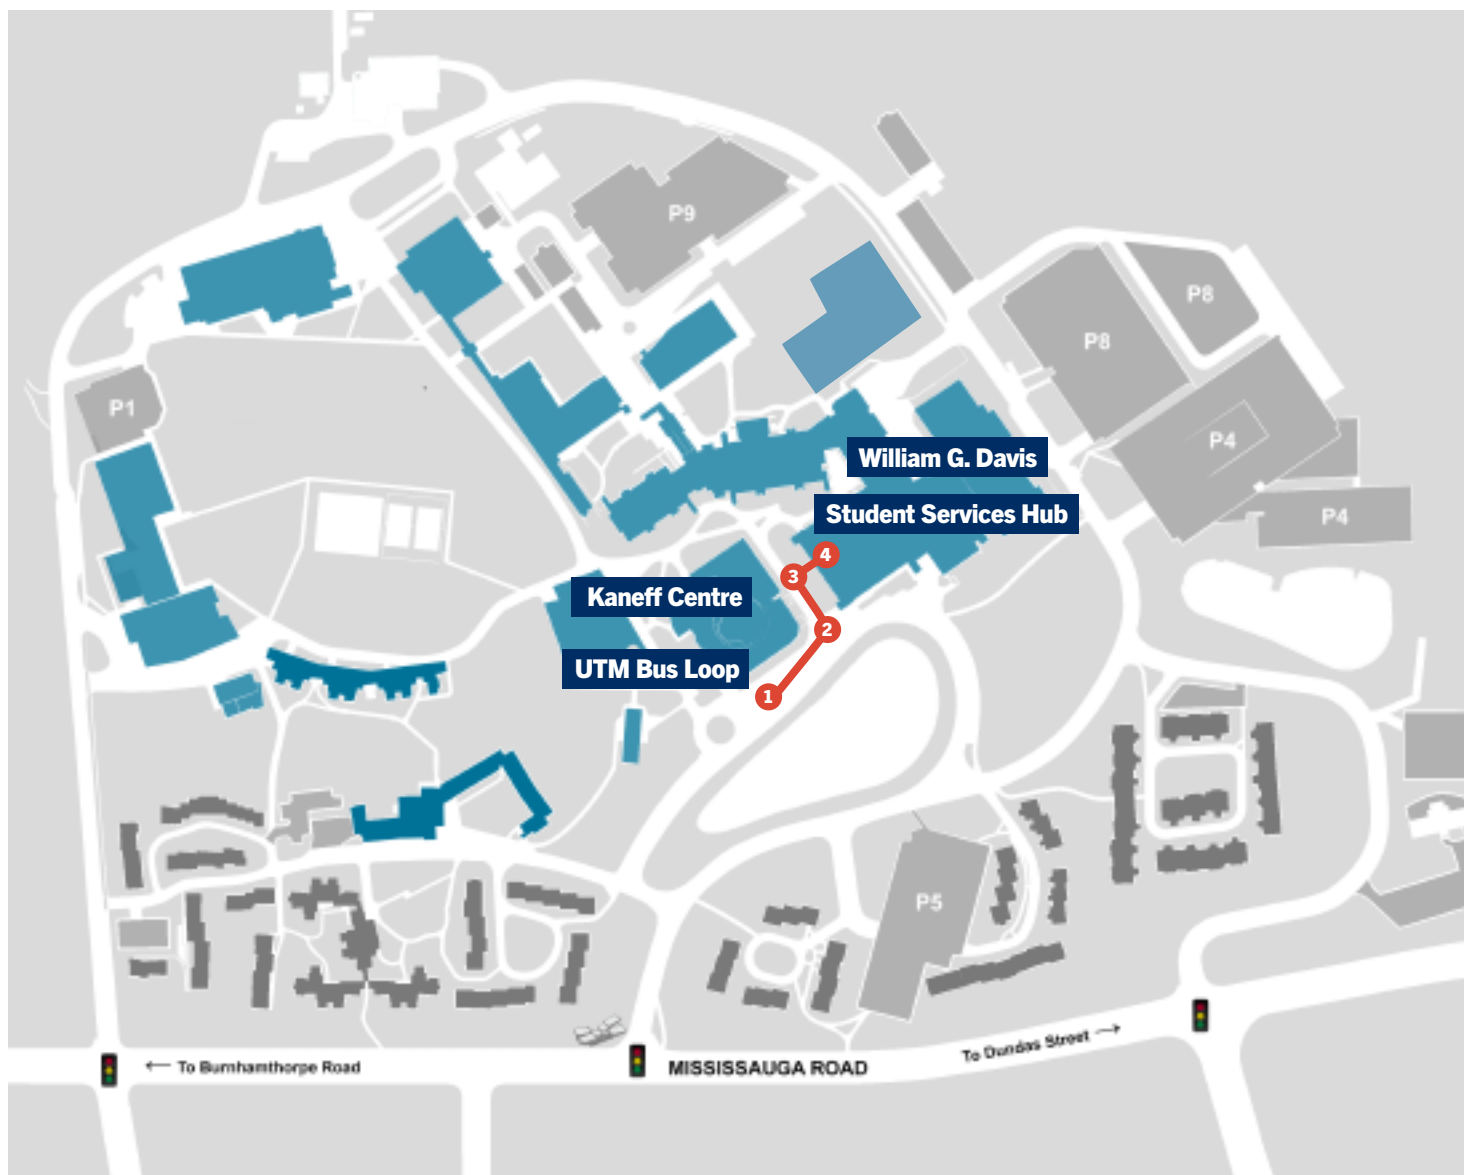 P9
P8
P8
P1
P4
William G. Davis
Student Services Hub
P4
4
3
Kaneff Centre
2
UTM Bus Loop
1
P5
To Dundas Street →
← To Burnhamthorpe Road
MISSISSAUGA ROAD